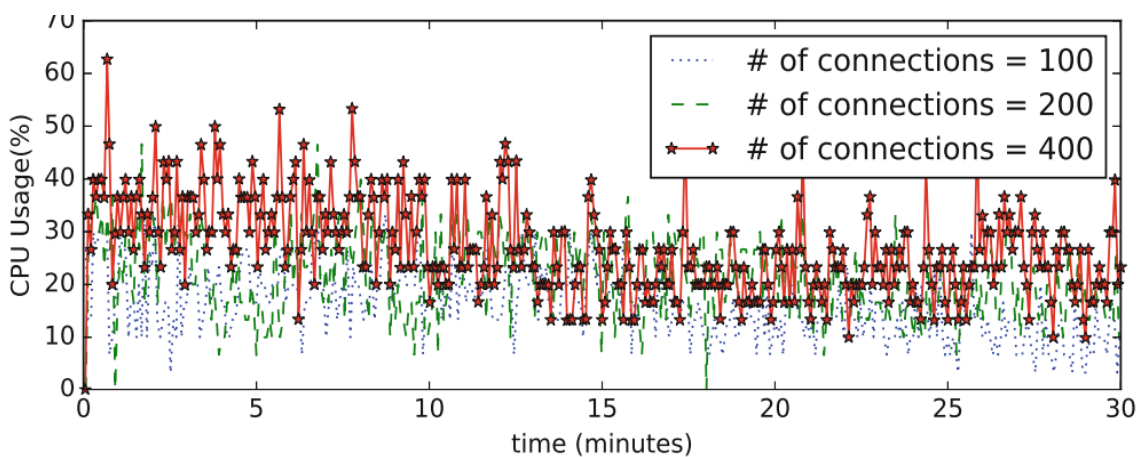 70
60
50
40
30
20
10
0
CPU Usage(%)
# of connections = 100
# of connections = 200
# of connections = 400
0 5 10 15 20 25 30
time (minutes)